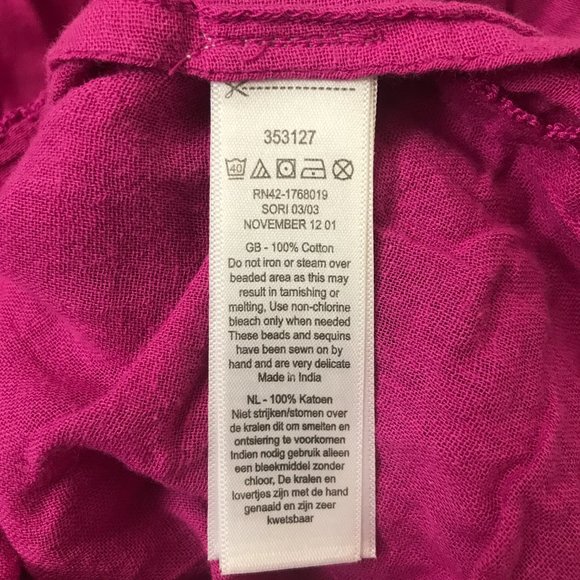 353127
40
RN42-1768019
SORI 03/03
NOVEMBER 12 01
GB - 100% Cotton
Do not iron or steam over
beaded area as this may
result in tarnishing or
melting, Use non-chlorine
bleach only when needed
These beads and sequins
have been sewn on by
hand and are very delicate
Made in India
NL - 100% Katoen
Niet strijken/stomen over
de kralen dit om smelten en
ontsiering te voorkomen
Indien nodig gebruik alleen
een bleekmiddel zonder
chloor, De kralen en
lovertjes zijn met de hand
genaaid en zijn zeer
kwetsbaar